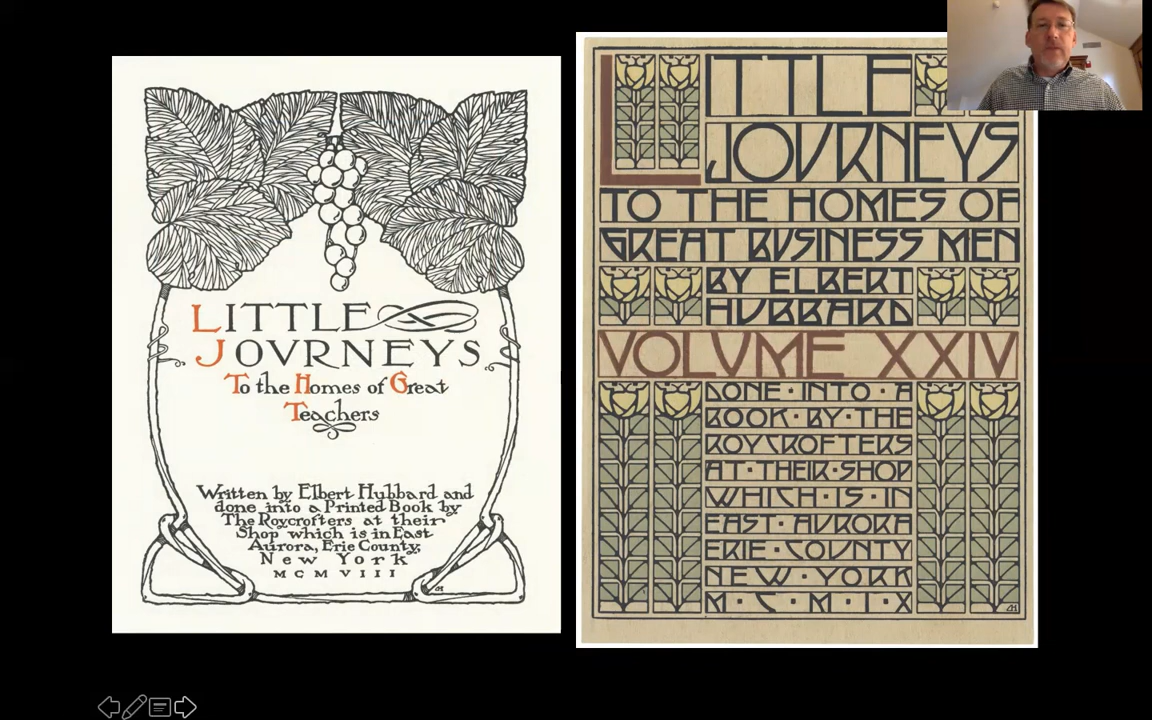 LITTLE
JOVRNEYS
To the Homes of Great
Teachers
Written by Elbert Hubbard and
done into a Printed Book by
The Roycrofters at their
Shop which is in East
Aurora, Erie County,
New York
MCMVIII
LITTLE
JOURNEYS
TO THE HOMES OF
GREAT BVSINESS MEN
BY ELBERT
HVBBARD
VOLVME XXIV
DONE · INTO · A
BOOK · BY · THE
ROYCROFTERS
AT · THEIR · SHOP
WHICH · IS · IN
EAST · AVRORA
ERIE · COVNTY
NEW · YORK
M · C · M · I · X